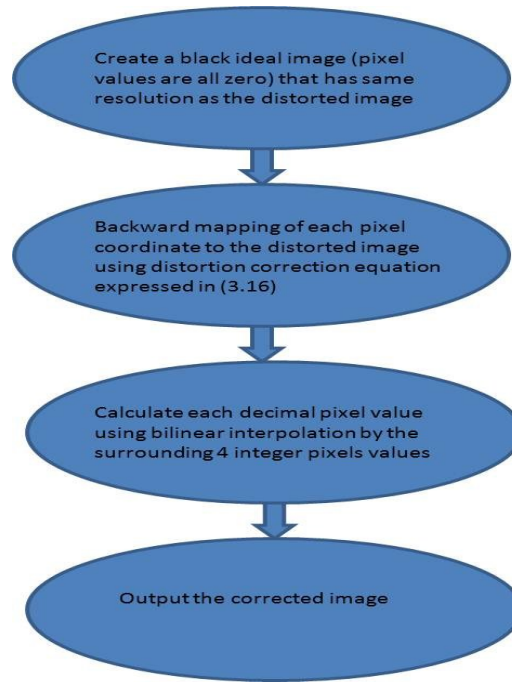 Create a black ideal image (pixel
values are all zero) that has same
resolution as the distorted image
Backward mapping of each pixel
coordinate to the distorted image
using distortion correction equation
expressed in (3.16)
Calculate each decimal pixel value
using bilinear interpolation by the
surrounding 4 integer pixels values
Output the corrected image